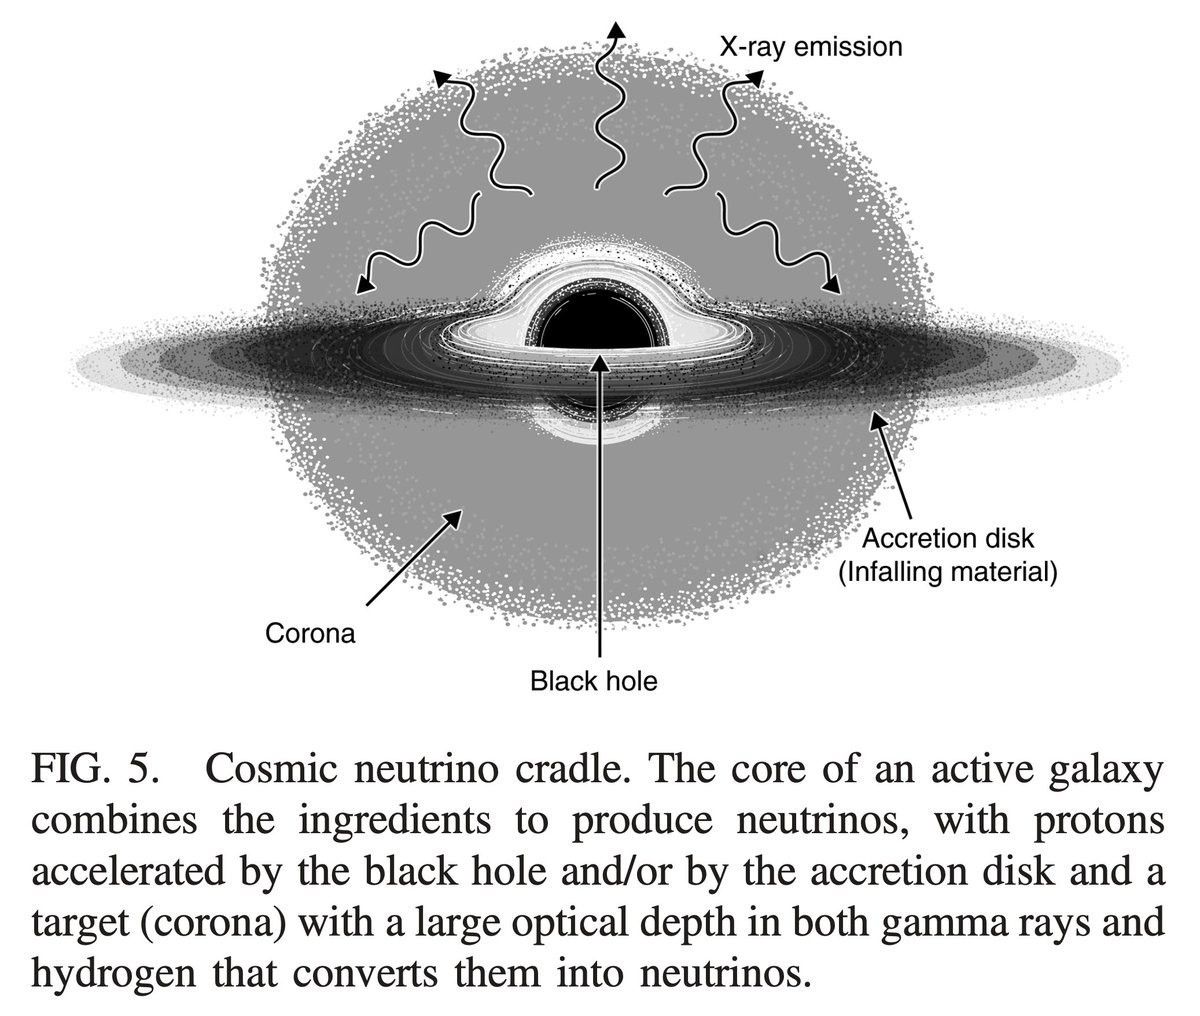 X-ray emission
Accretion disk
(Infalling material)
Corona
Black hole
FIG. 5. Cosmic neutrino cradle. The core of an active galaxy
combines the ingredients to produce neutrinos, with protons
accelerated by the black hole and/or by the accretion disk and a
target (corona) with a large optical depth in both gamma rays and
hydrogen that converts them into neutrinos.